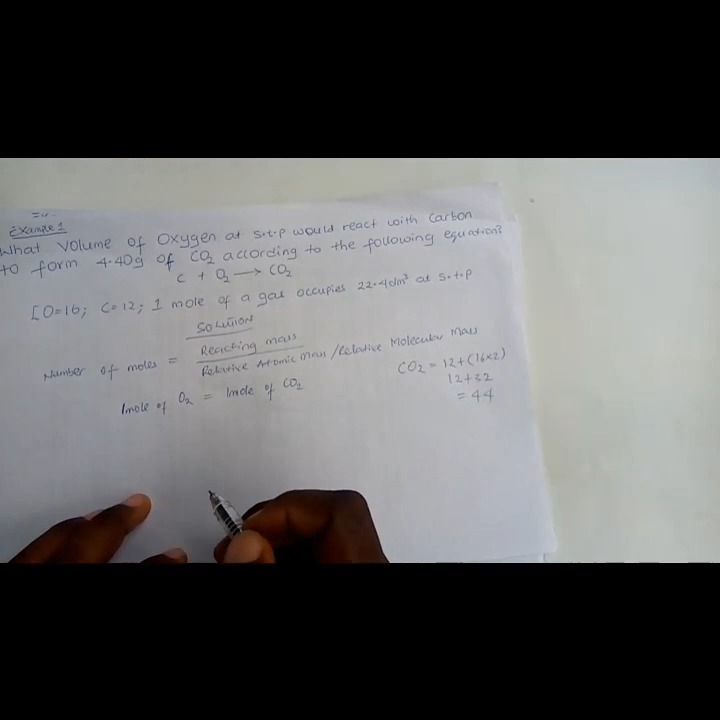 Example 1
What Volume of Oxygen at s.t.p would react with Carbon
to form 4.40g of CO₂ according to the following equation?
C + O₂ → CO₂
[O=16; C=12; 1 mole of a gas occupies 22.4dm³ at s.t.p
Solution
Number of moles = Reacting mass
Relative Atomic Mass/Relative Molecular Mass
1mole of O₂ = 1mole of CO₂
CO₂ = 12+(16×2)
12+32
= 44